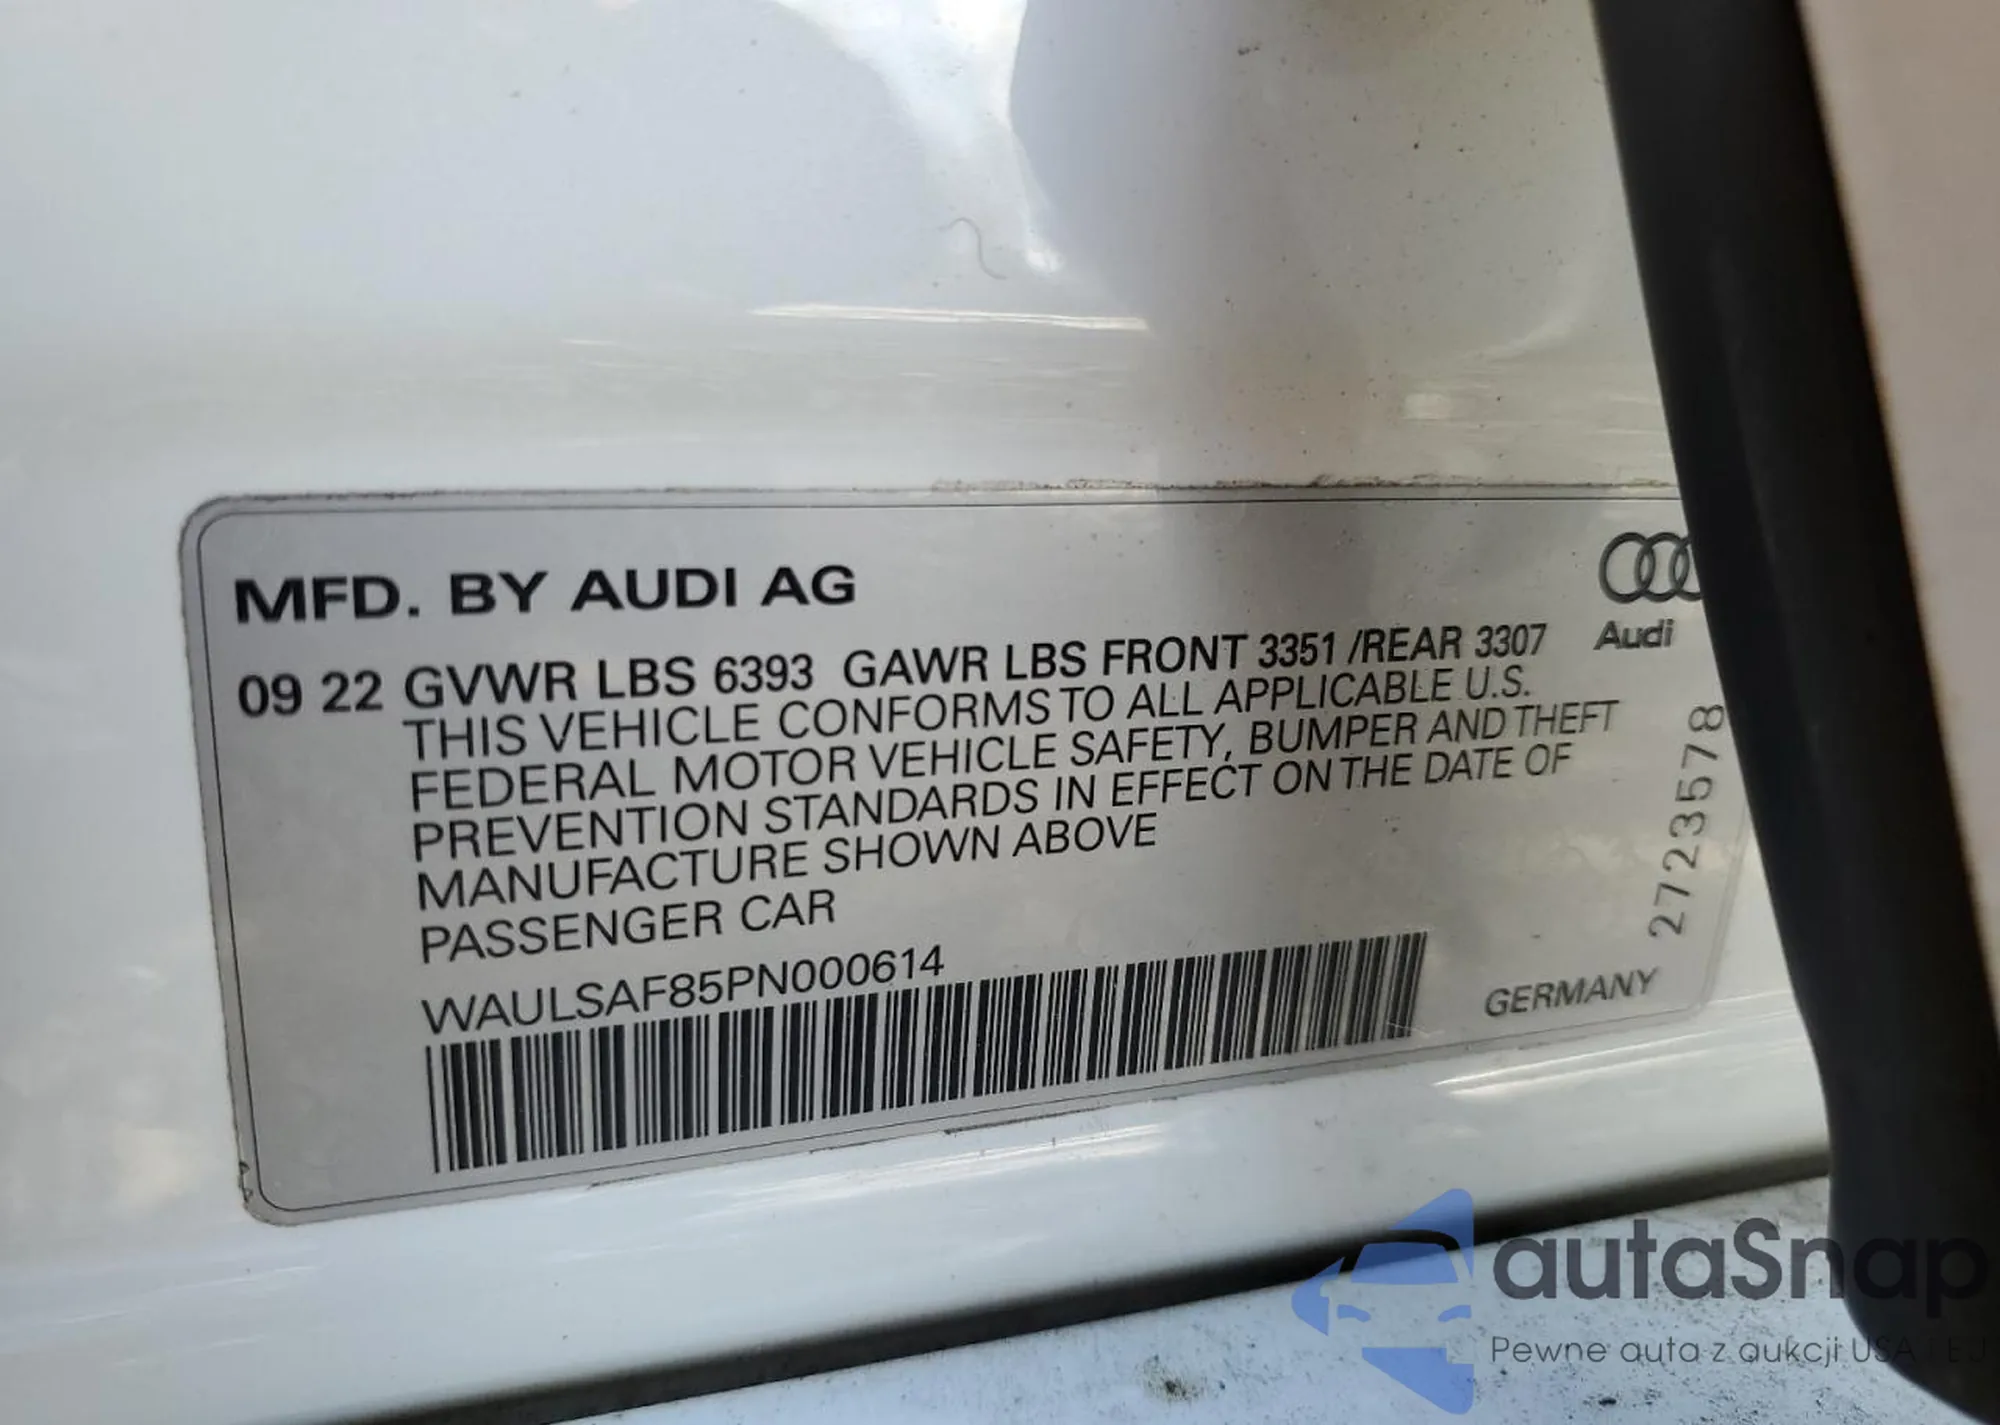 MFD. BY AUDI AG
Audi
09 22 GVWR LBS 6393 GAWR LBS FRONT 3351 /REAR 3307
THIS VEHICLE CONFORMS TO ALL APPLICABLE U.S.
FEDERAL MOTOR VEHICLE SAFETY, BUMPER AND THEFT
PREVENTION STANDARDS IN EFFECT ON THE DATE OF
MANUFACTURE SHOWN ABOVE
PASSENGER CAR
WAULSAF85PN000614
GERMANY
2723578
autaSnap
Pewne auta z aukcji USA i EU